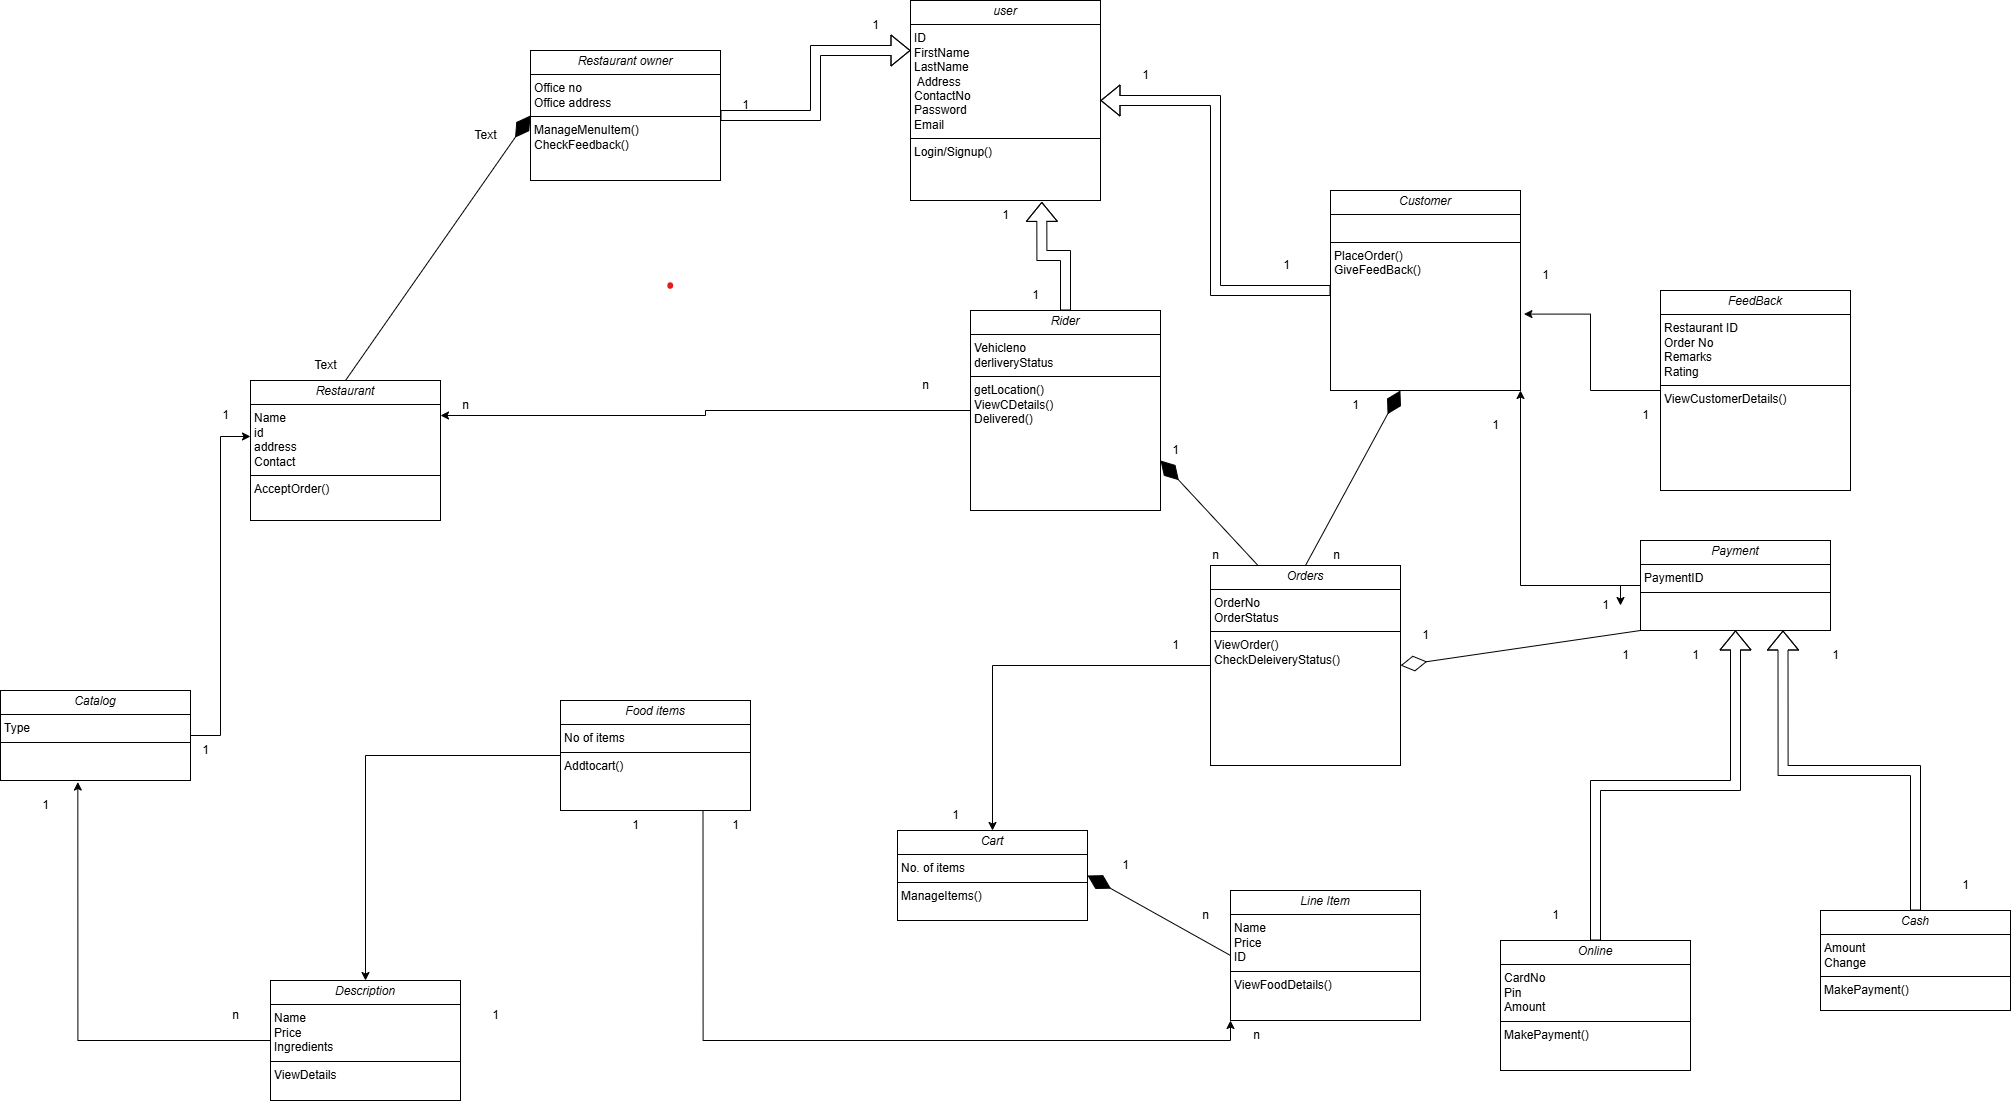 user
ID
FirstName
LastName
Address
ContactNo
Password
Email
Login/Signup()
1
Restaurant owner
Office no
Office address
ManageMenuItem()
CheckFeedback()
1
Text
Text
1
1
1
Customer
PlaceOrder()
GiveFeedBack()
1
1
1
FeedBack
Restaurant ID
Order No
Remarks
Rating
ViewCustomerDetails()
1
1
Rider
Vehicleno
derliveryStatus
getLocation()
ViewCDetails()
Delivered()
n
n
1
Restaurant
Name
id
address
Contact
AcceptOrder()
1
1
n
n
1
Orders
OrderNo
OrderStatus
ViewOrder()
CheckDeleiveryStatus()
1
1
Payment
PaymentID
1
1
1
1
Catalog
Type
1
1
Food items
No of items
Addtocart()
1
1
1
Cart
No. of items
ManageItems()
1
n
Line Item
Name
Price
ID
ViewFoodDetails()
n
1
Online
CardNo
Pin
Amount
MakePayment()
1
Cash
Amount
Change
MakePayment()
n
Description
Name
Price
Ingredients
ViewDetails
1